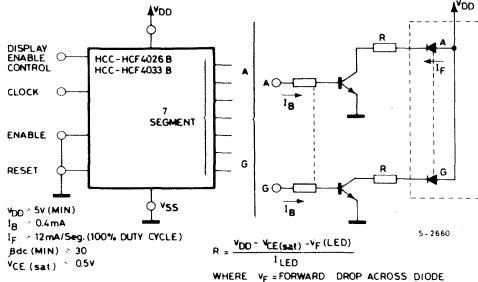 VDD
DISPLAY
ENABLE
CONTROL
CLOCK
ENABLE
RESET
HCC-HCF4026B
HCC-HCF4033B
7
SEGMENT
A
G
VSS
VDD
R
A
IF
A
IB
R
G
G
IB
S-2660
VDD > 5V (MIN)
IB > 0.4mA
IF > 12mA/Seg. (100% DUTY CYCLE)
βdc (MIN) > 30
VCE (sat) 0.5V
R = VDD - VCE(sat) - VF (LED)
I LED
WHERE VF = FORWARD DROP ACROSS DIODE